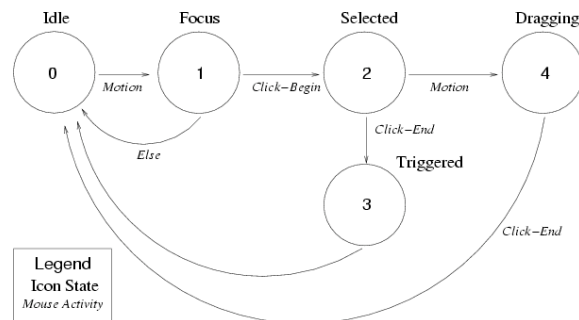 Idle
Focus
Selected
Dragging
0
1
2
4
Motion
Click-Begin
Motion
Else
Click-End
Triggered
3
Click-End
Legend
Icon State
Mouse Activity